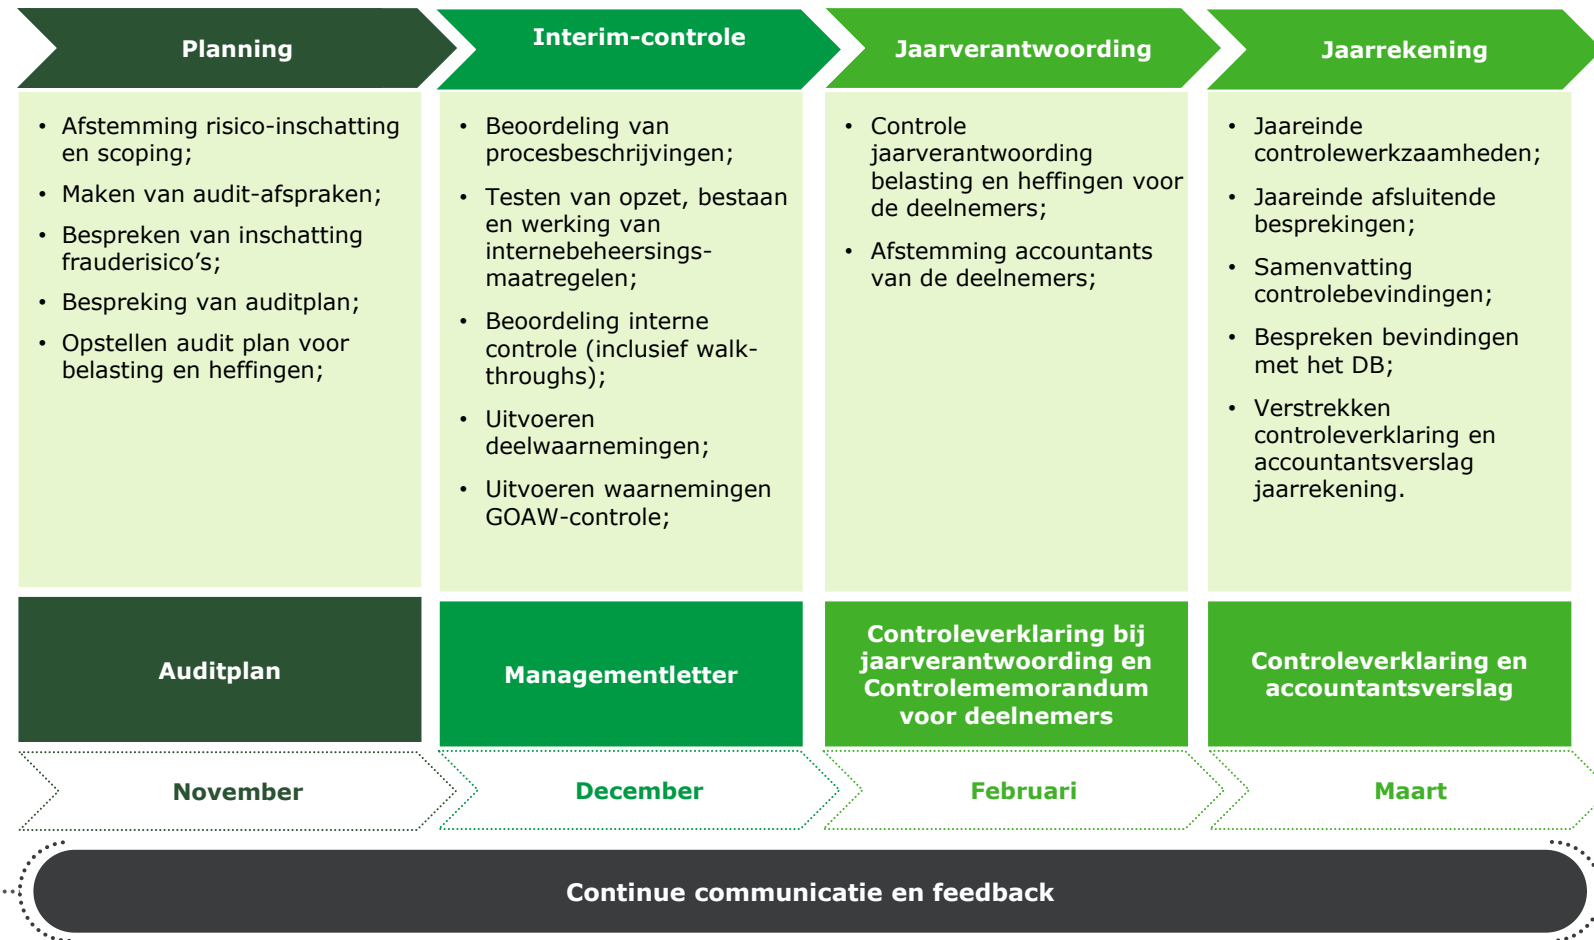 Planning
Interim-controle
Jaarverantwoording
Jaarrekening
• Afstemming risico-inschatting
en scoping;
• Maken van audit-afspraken;
• Bespreken van inschatting
frauderisico’s;
• Bespreking van auditplan;
• Opstellen audit plan voor
belasting en heffingen;
• Beoordeling van
procesbeschrijvingen;
• Testen van opzet, bestaan
en werking van
internebeheersings-
maatregelen;
• Beoordeling interne
controle (inclusief walk-
throughs);
• Uitvoeren
deelwaarnemingen;
• Uitvoeren waarnemingen
GOAW-controle;
• Controle
jaarverantwoording
belasting en heffingen voor
de deelnemers;
• Afstemming accountants
van de deelnemers;
• Jaareinde
controlewerkzaamheden;
• Jaareinde afsluitende
besprekingen;
• Samenvatting
controlebevindingen;
• Bespreken bevindingen
met het DB;
• Verstrekken
controleverklaring en
accountantsverslag
jaarrekening.
Auditplan
Managementletter
Controleverklaring bij
jaarverantwoording en
Controlememorandum
voor deelnemers
Controleverklaring en
accountantsverslag
November
December
Februari
Maart
Continue communicatie en feedback